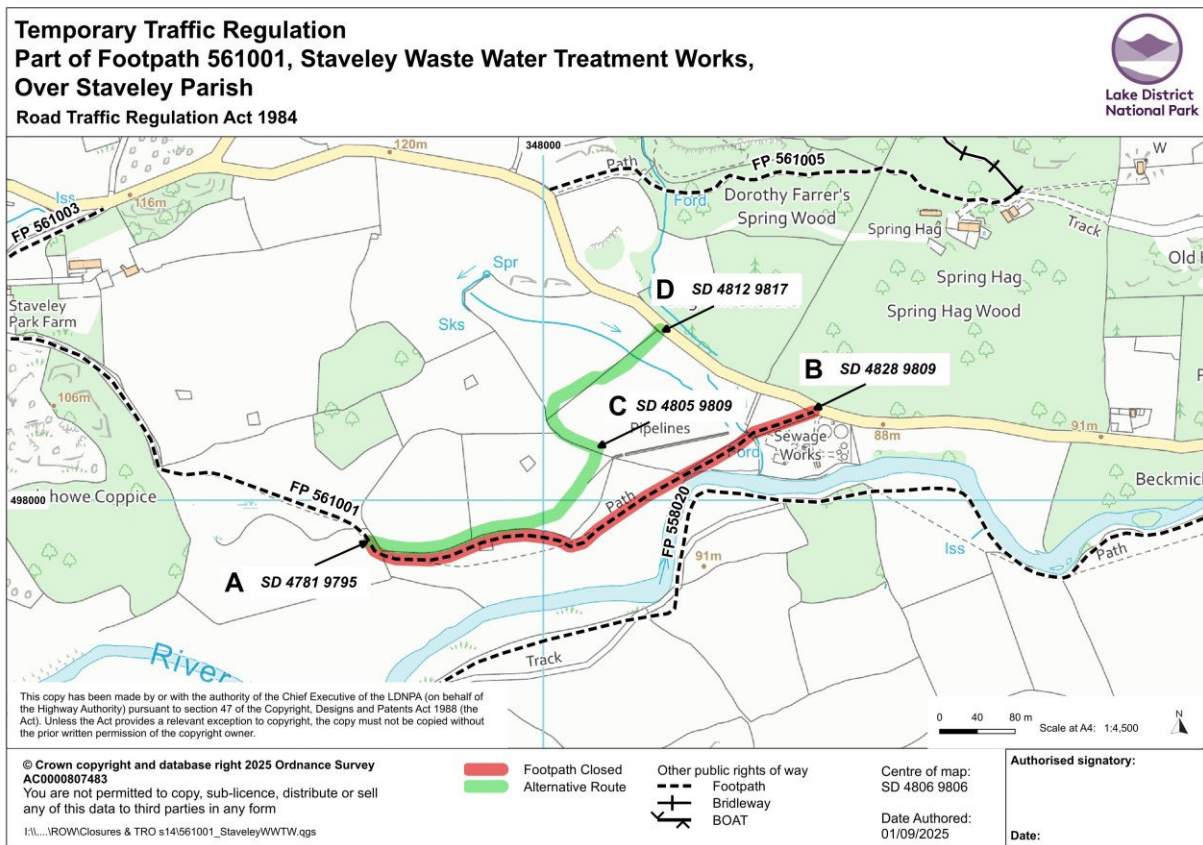 Temporary Traffic Regulation
Part of Footpath 561001, Staveley Waste Water Treatment Works,
Over Staveley Parish
Road Traffic Regulation Act 1984
Lake District
National Park
120m
348000
Path
FP 561005
W
Iss
116m
FP 561003
Ford
Dorothy Farrer's
Spring Wood
Spring Hag
Track
Spr
Sks
Spring Hag
Spring Hag Wood
Staveley
Park Farm
D SD 4812 9817
B SD 4828 9809
C SD 4805 9809
106m
Pipelines
Sewage
Works
Ford
88m
91m
498000
howe Coppice
FP 561001
Path
FP 558020
Beckmic
Iss
Path
A SD 4781 9795
91m
Track
River
This copy has been made by or with the authority of the Chief Executive of the LDNPA (on behalf of
the Highway Authority) pursuant to section 47 of the Copyright, Designs and Patents Act 1988 (the
Act). Unless the Act provides a relevant exception to copyright, the copy must not be copied without
the prior written permission of the copyright owner.
0 40 80 m
Scale at A4: 1:4,500
N
© Crown copyright and database right 2025 Ordnance Survey
AC0000807483
You are not permitted to copy, sub-licence, distribute or sell
any of this data to third parties in any form
I:\\....\ROW\Closures & TRO s14\561001_StaveleyWWTW.qgs
Footpath Closed
Alternative Route
Other public rights of way
Footpath
Bridleway
BOAT
Centre of map:
SD 4806 9806
Date Authored:
01/09/2025
Authorised signatory:
Date: